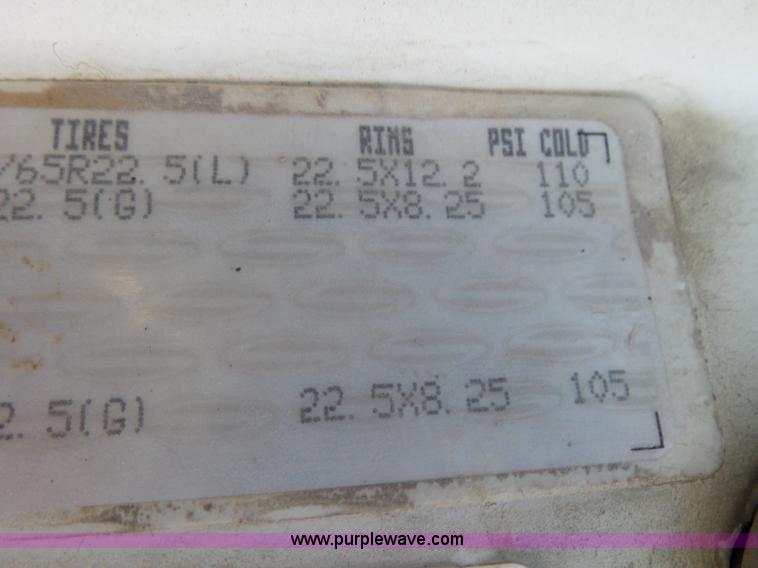 TIRES RIMS PSI COLD
/65R22.5(L) 22.5X12.2 110
22.5(G) 22.5X8.25 105
2.5(G) 22.5X8.25 105
www.purplewave.com